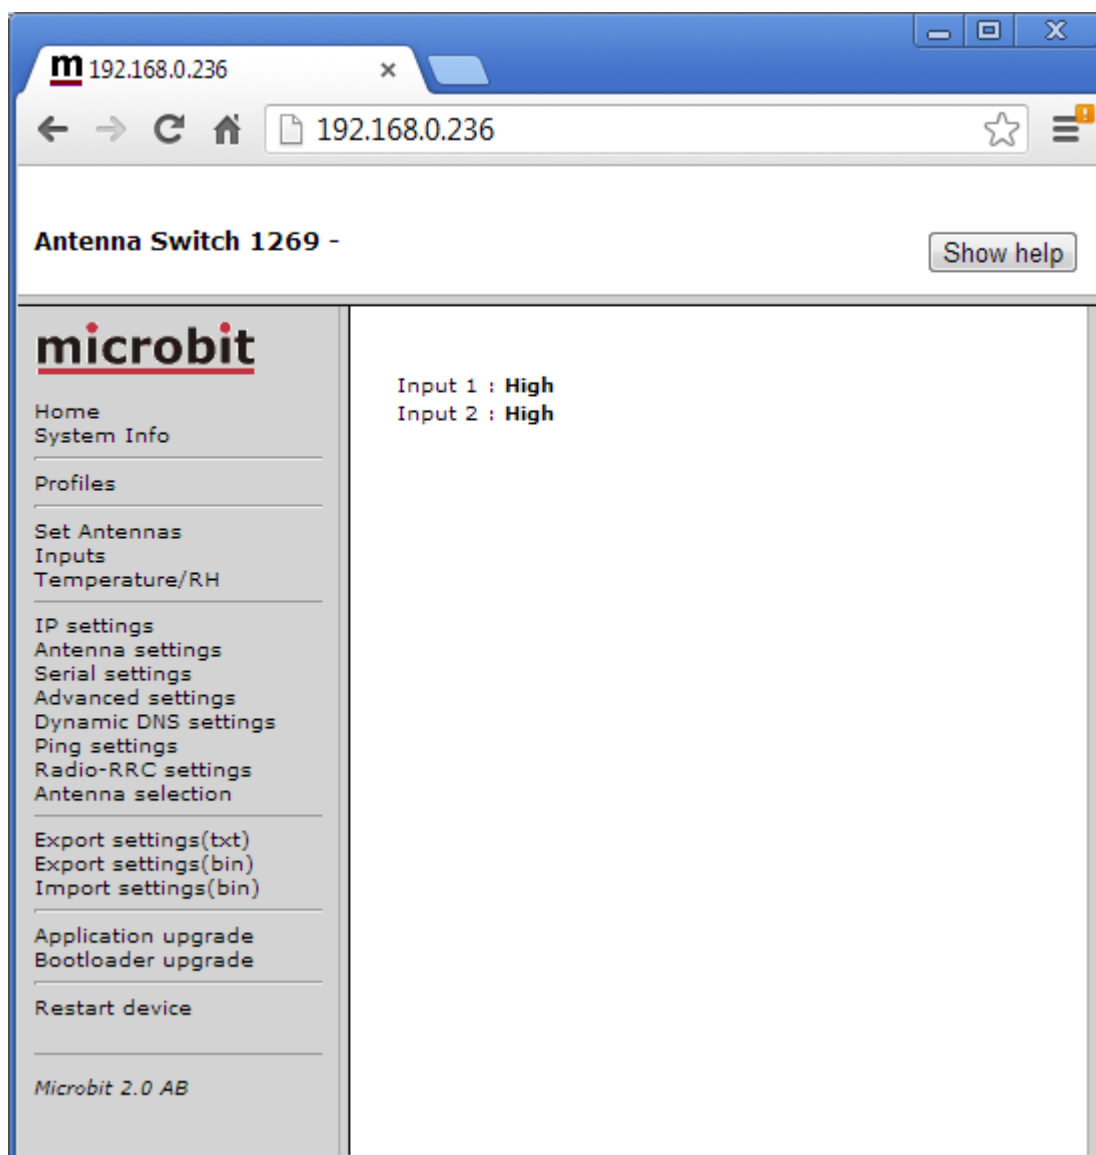 m 192.168.0.236
192.168.0.236
Antenna Switch 1269 -
Show help
microbit
Home
System Info
Profiles
Set Antennas
Inputs
Temperature/RH
IP settings
Antenna settings
Serial settings
Advanced settings
Dynamic DNS settings
Ping settings
Radio-RRC settings
Antenna selection
Export settings(txt)
Export settings(bin)
Import settings(bin)
Application upgrade
Bootloader upgrade
Restart device
Microbit 2.0 AB
Input 1 : High
Input 2 : High